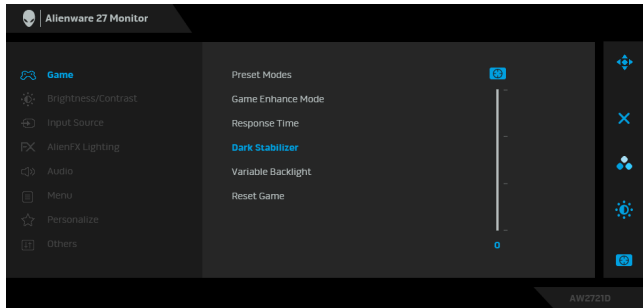 Alienware 27 Monitor
Game
Brightness/Contrast
Input Source
FX AlienFX Lighting
Audio
Menu
Personalize
Others
Preset Modes
Game Enhance Mode
Response Time
Dark Stabilizer
Variable Backlight
Reset Game
0
AW2721D